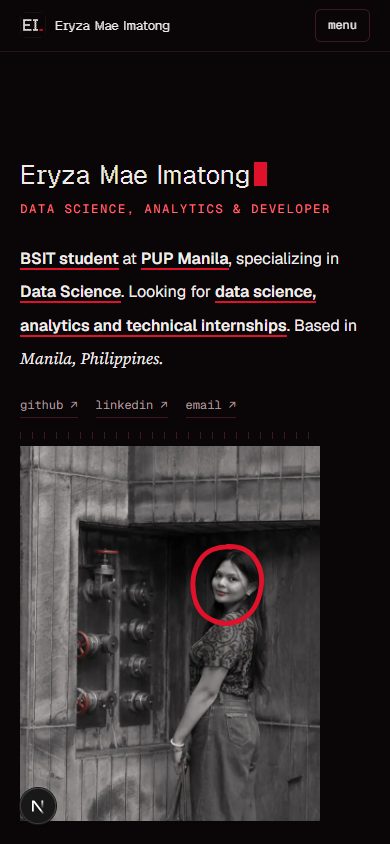 EI. Eryza Mae Imatong
menu
Eryza Mae Imatong
DATA SCIENCE, ANALYTICS & DEVELOPER
BSIT student at PUP Manila, specializing in
Data Science. Looking for data science,
analytics and technical internships. Based in
Manila, Philippines.
github ↗ linkedin ↗ email ↗
N